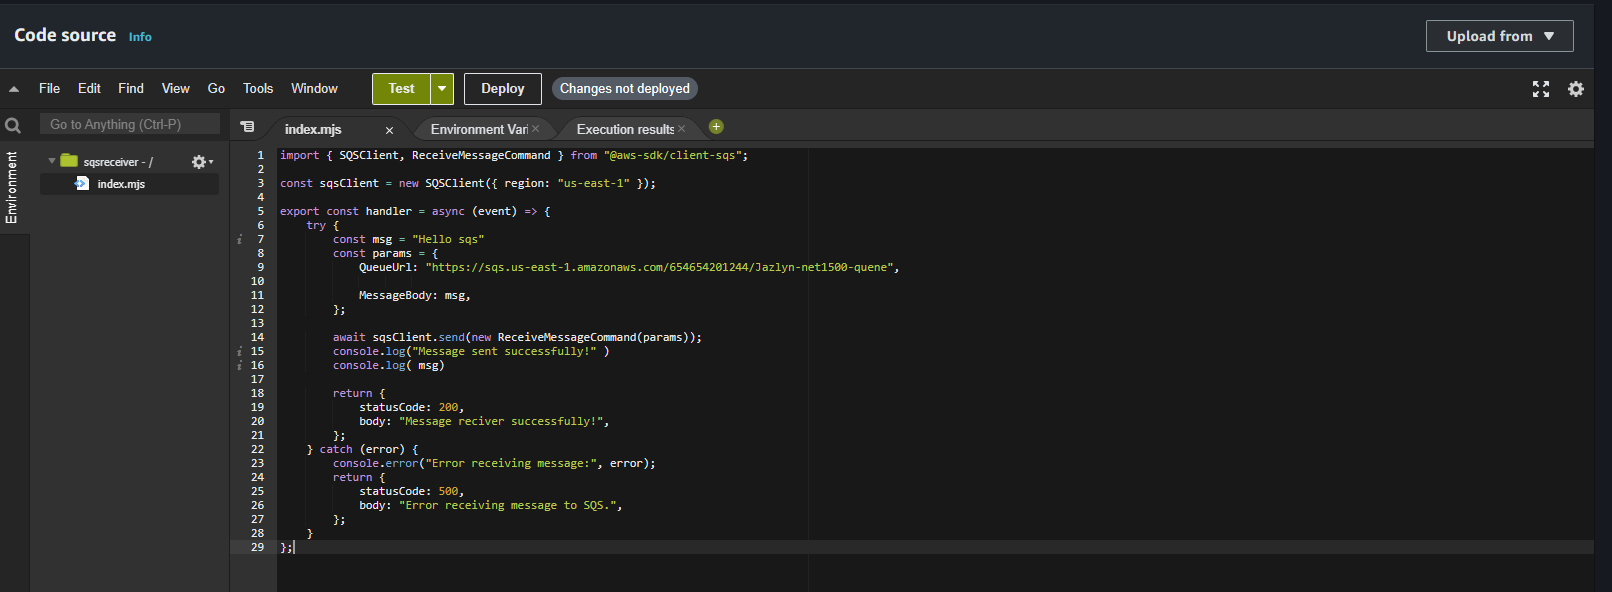 Code source Info
Upload from
File Edit Find View Go Tools Window Test Deploy Changes not deployed
Go to Anything (Ctrl-P)
index.mjs Environment Vari Execution results
Environment
sqsreceiver - /
index.mjs
1 import { SQSClient, ReceiveMessageCommand } from "@aws-sdk/client-sqs";
2
3 const sqsClient = new SQSClient({ region: "us-east-1" });
4
5 export const handler = async (event) => {
6     try {
7         const msg = "Hello sqs"
8         const params = {
9             QueueUrl: "https://sqs.us-east-1.amazonaws.com/654654201244/Jazlyn-net1500-quene",
10
11             MessageBody: msg,
12         };
13
14         await sqsClient.send(new ReceiveMessageCommand(params));
15         console.log("Message sent successfully!" )
16         console.log( msg)
17
18         return {
19             statusCode: 200,
20             body: "Message reciver successfully!",
21         };
22     } catch (error) {
23         console.error("Error receiving message:", error);
24         return {
25             statusCode: 500,
26             body: "Error receiving message to SQS.",
27         };
28     }
29 };